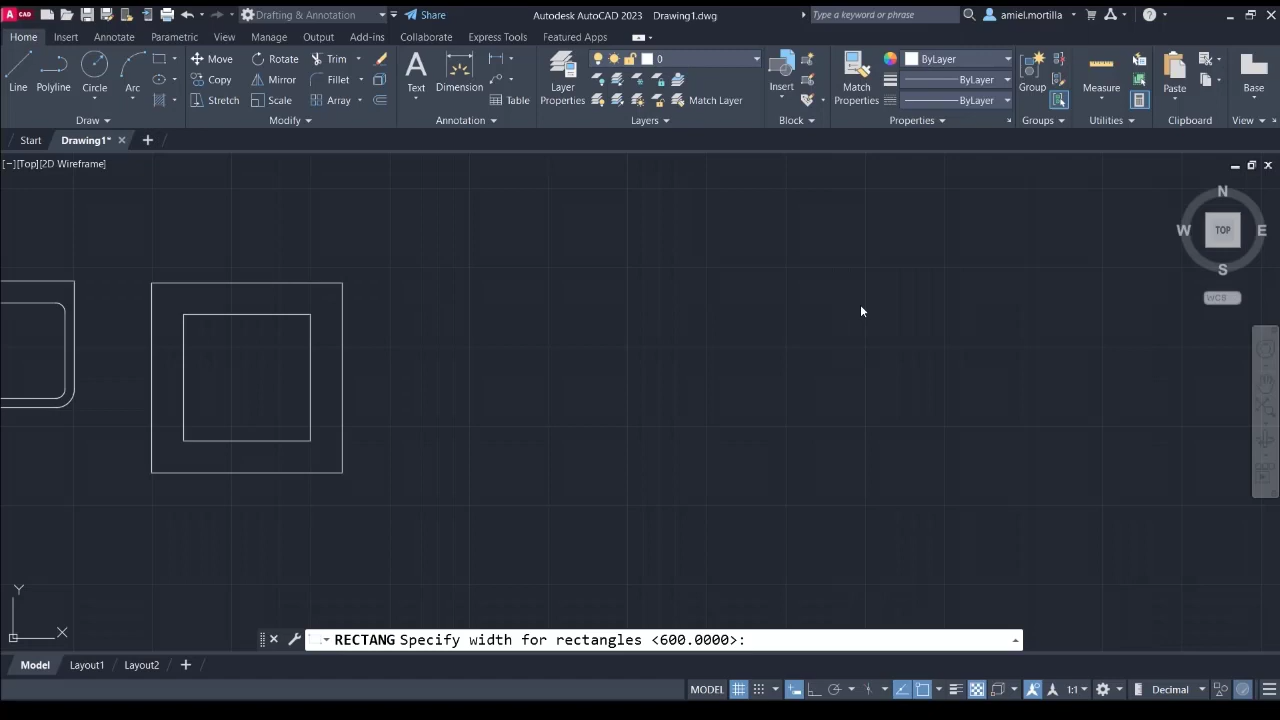 A CAD Drafting & Annotation Share Autodesk AutoCAD 2023 Drawing1.dwg Type a keyword or phrase amiel.mortilla ?
Home Insert Annotate Parametric View Manage Output Add-ins Collaborate Express Tools Featured Apps
Line Polyline Circle Arc
Move Rotate Trim
Copy Mirror Fillet
Stretch Scale Array
Text Dimension Table
Layer Properties 0 Match Layer
Insert
Match Properties ByLayer ByLayer ByLayer
Group Measure Paste Base
Draw Modify Annotation Layers Block Properties Groups Utilities Clipboard View
Start Drawing1* +
[−][Top][2D Wireframe]
N
W TOP E
S
WCS
Y
X
RECTANG Specify width for rectangles <600.0000>:
Model Layout1 Layout2 +
MODEL 1:1 Decimal